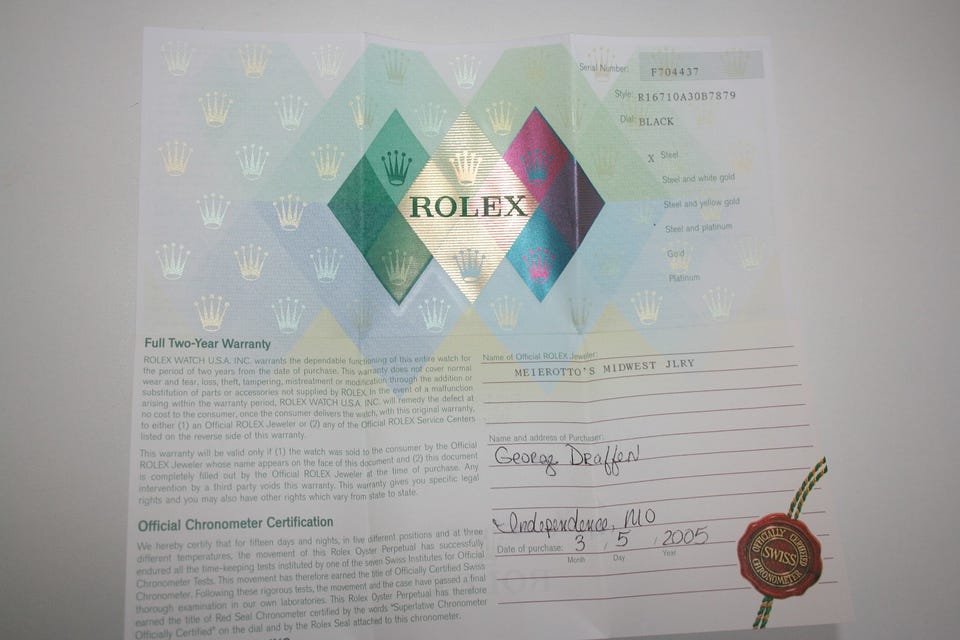 Serial Number: F704437
Style: R16710A30B7879
Dial: BLACK
X Steel
Steel and white gold
Steel and yellow gold
Steel and platinum
Gold
Platinum
ROLEX
Full Two-Year Warranty
ROLEX WATCH U.S.A. INC. warrants the dependable functioning of this entire watch for
the period of two years from the date of purchase. This warranty does not cover normal
wear and tear, loss, theft, tampering, mistreatment or modification through the addition or
substitution of parts or accessories not supplied by ROLEX. In the event of a malfunction
arising within the warranty period, ROLEX WATCH U.S.A. INC. will remedy the defect at
no cost to the consumer, once the consumer delivers the watch, with this original warranty,
to either (1) an Official ROLEX Jeweler or (2) any of the Official ROLEX Service Centers
listed on the reverse side of this warranty.
This warranty will be valid only if (1) the watch was sold to the consumer by the Official
ROLEX Jeweler whose name appears on the face of this document and (2) this document
is completely filled out by the Official ROLEX Jeweler at the time of purchase. Any
intervention by a third party voids this warranty. This warranty gives you specific legal
rights and you may also have other rights which vary from state to state.
Official Chronometer Certification
We hereby certify that for fifteen days and nights, in five different positions and at three
different temperatures, the movement of this Rolex Oyster Perpetual has successfully
endured all the time-keeping tests instituted by one of the seven Swiss Institutes for Official
Chronometer Tests. This movement has therefore earned the title of Officially Certified Swiss
Chronometer. Following these rigorous tests, the movement and the case have passed a final
thorough examination in our own laboratories. This Rolex Oyster Perpetual has therefore
earned the title of Red Seal Chronometer certified by the words "Superlative Chronometer
Officially Certified" on the dial and by the Rolex Seal attached to this chronometer.
Name of Official ROLEX Jeweler:
MEIEROTTO'S MIDWEST JLRY
Name and address of Purchaser:
George Draffen
Independence, MO
Date of purchase: 3 5 2005
Month Day Year
OFFICIALLY CERTIFIED
SWISS
CHRONOMETER